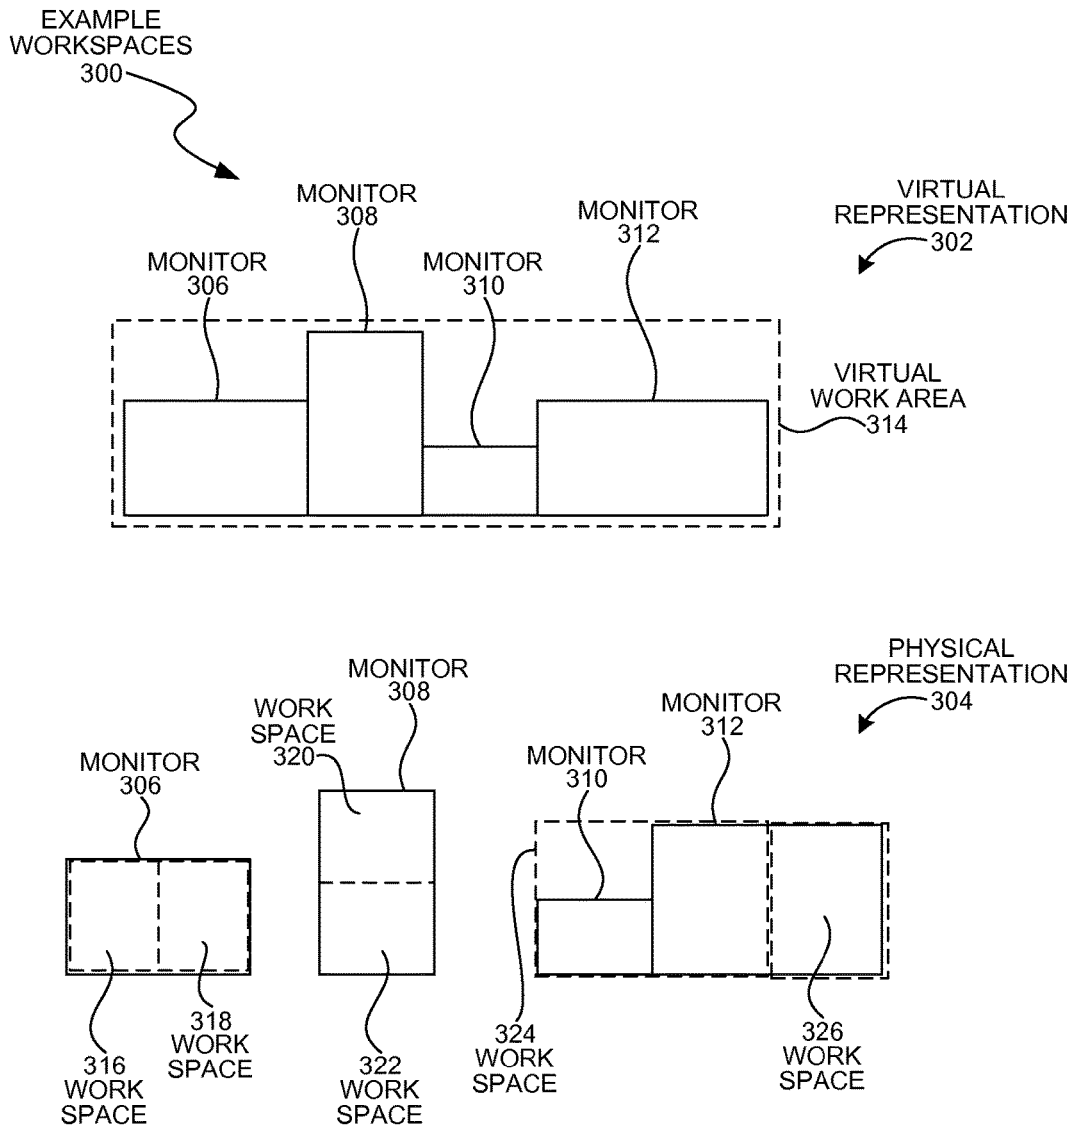 EXAMPLE
WORKSPACES
300
MONITOR
308
MONITOR
312
VIRTUAL
REPRESENTATION
302
MONITOR
306
MONITOR
310
VIRTUAL
WORK AREA
314
PHYSICAL
REPRESENTATION
304
MONITOR
308
WORK
SPACE
320
MONITOR
312
MONITOR
306
MONITOR
310
316
WORK
SPACE
318
WORK
SPACE
322
WORK
SPACE
324
WORK
SPACE
326
WORK
SPACE